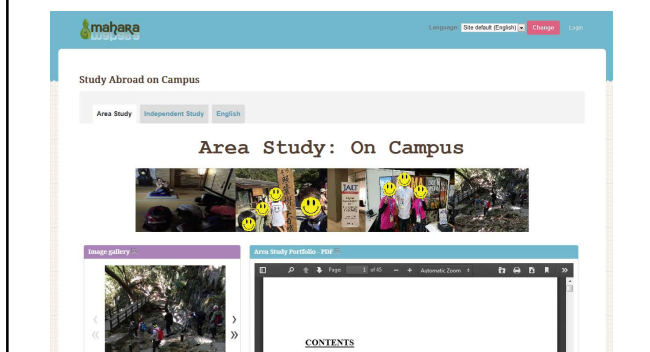 mahara
Language: Site default (English) Change Login
Study Abroad on Campus
Area Study Independent Study English
Area Study: On Campus
JALT
Image gallery
Area Study Portfolio - PDF
Page: 1 of 45 − + Automatic Zoom
CONTENTS